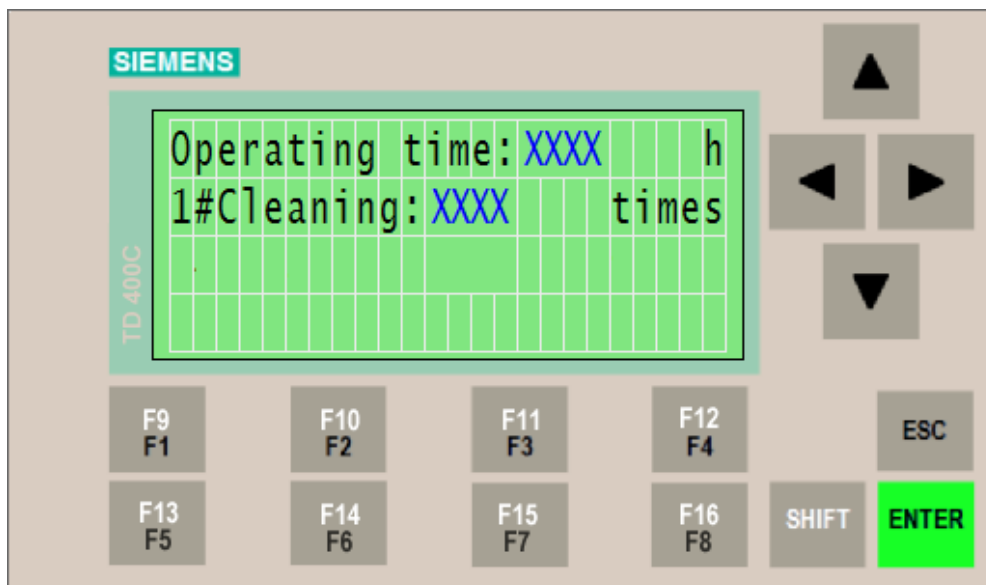 SIEMENS
Operating time:XXXX h
1#Cleaning:XXXX times
TD 400C
F9 F10 F11 F12
F1 F2 F3 F4 ESC
F13 F14 F15 F16 SHIFT ENTER
F5 F6 F7 F8